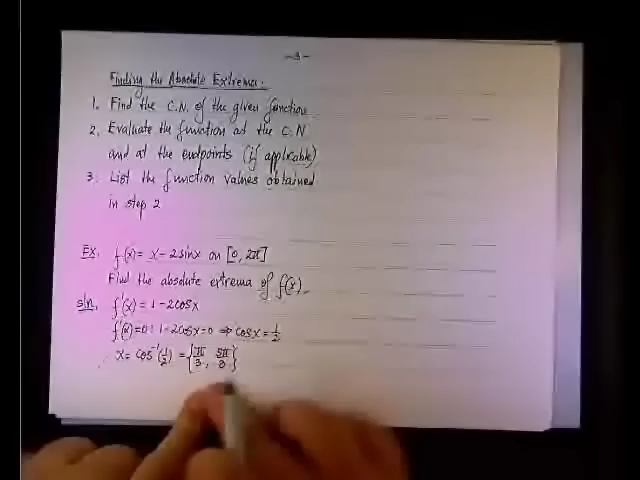 -3-
Finding the Absolute Extrema.
1. Find the C.N. of the given function
2. Evaluate the function at the C.N
and at the endpoints (if applicable)
3. List the function values obtained
in step 2
Ex. f(x) = x - 2sinx on [0, 2π]
Find the absolute extrema of f(x).
sln. f'(x) = 1 - 2cosx
f'(x)=0: 1-2cosx=0 ⇒ cosx = 1/2
x = cos⁻¹(1/2) = {π/3, 5π/3}